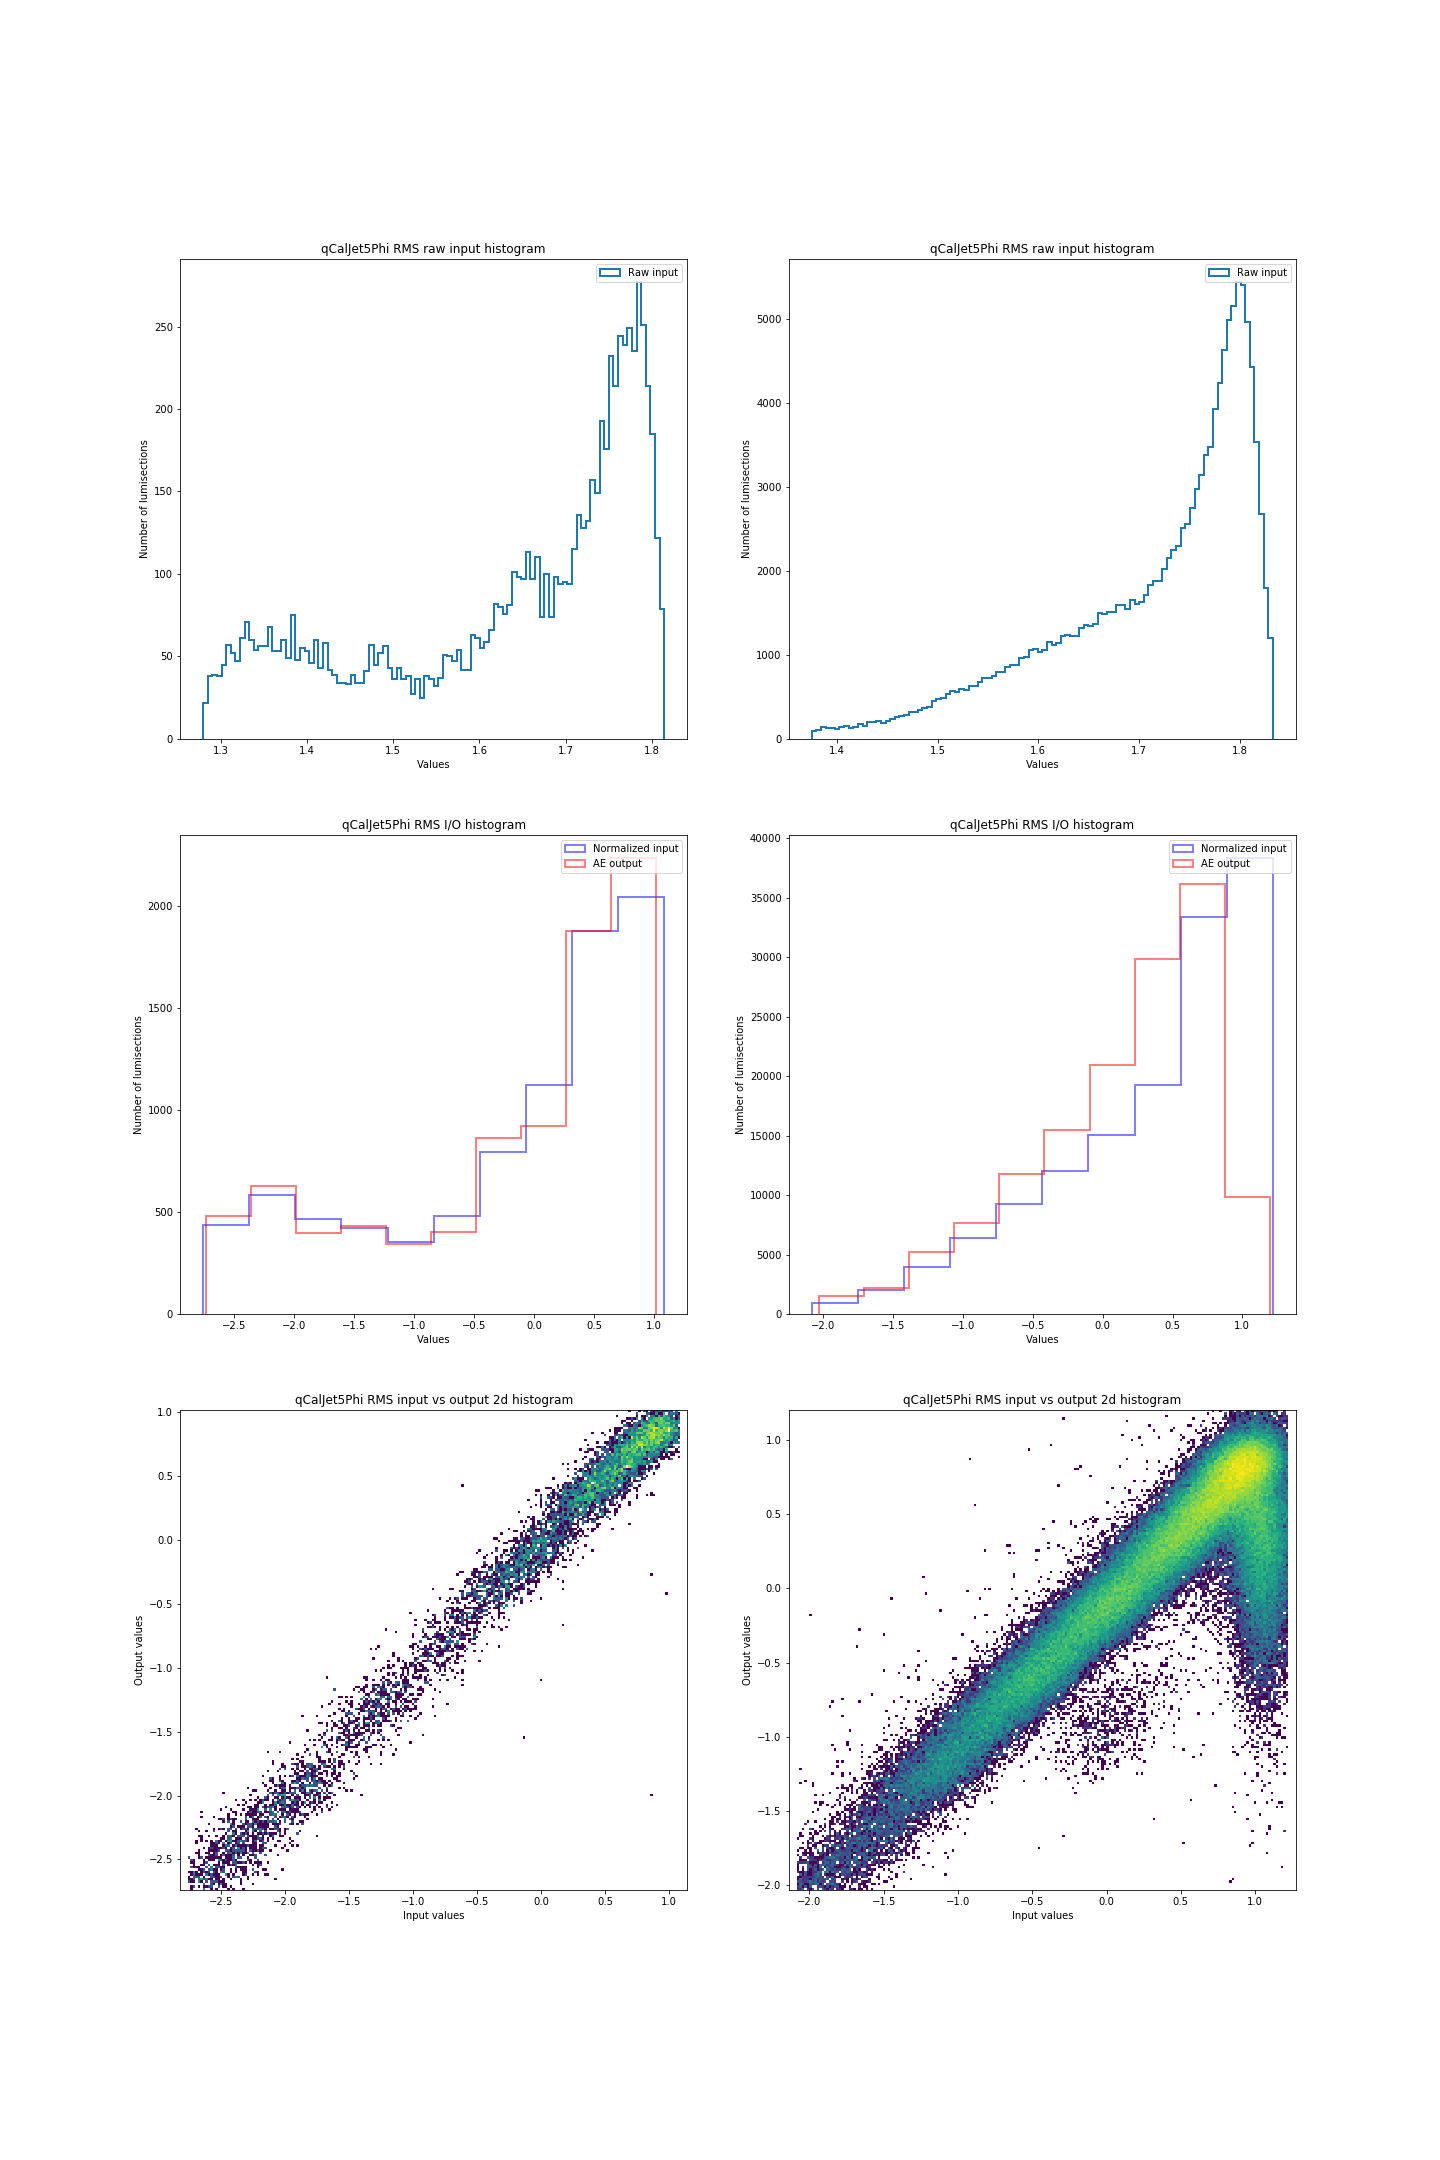 qCalJet5Phi RMS raw input histogram
Raw input
250
200
150
100
50
0
Number of lumisections
1.3 1.4 1.5 1.6 1.7 1.8
Values
qCalJet5Phi RMS raw input histogram
Raw input
5000
4000
3000
2000
1000
0
Number of lumisections
1.4 1.5 1.6 1.7 1.8
Values
qCalJet5Phi RMS I/O histogram
Normalized input
AE output
2000
1500
1000
500
0
Number of lumisections
−2.5 −2.0 −1.5 −1.0 −0.5 0.0 0.5 1.0
Values
qCalJet5Phi RMS I/O histogram
Normalized input
AE output
40000
35000
30000
25000
20000
15000
10000
5000
0
Number of lumisections
−2.0 −1.5 −1.0 −0.5 0.0 0.5 1.0
Values
qCalJet5Phi RMS input vs output 2d histogram
1.0
0.5
0.0
−0.5
−1.0
−1.5
−2.0
−2.5
Output values
−2.5 −2.0 −1.5 −1.0 −0.5 0.0 0.5 1.0
Input values
qCalJet5Phi RMS input vs output 2d histogram
1.0
0.5
0.0
−0.5
−1.0
−1.5
−2.0
Output values
−2.0 −1.5 −1.0 −0.5 0.0 0.5 1.0
Input values